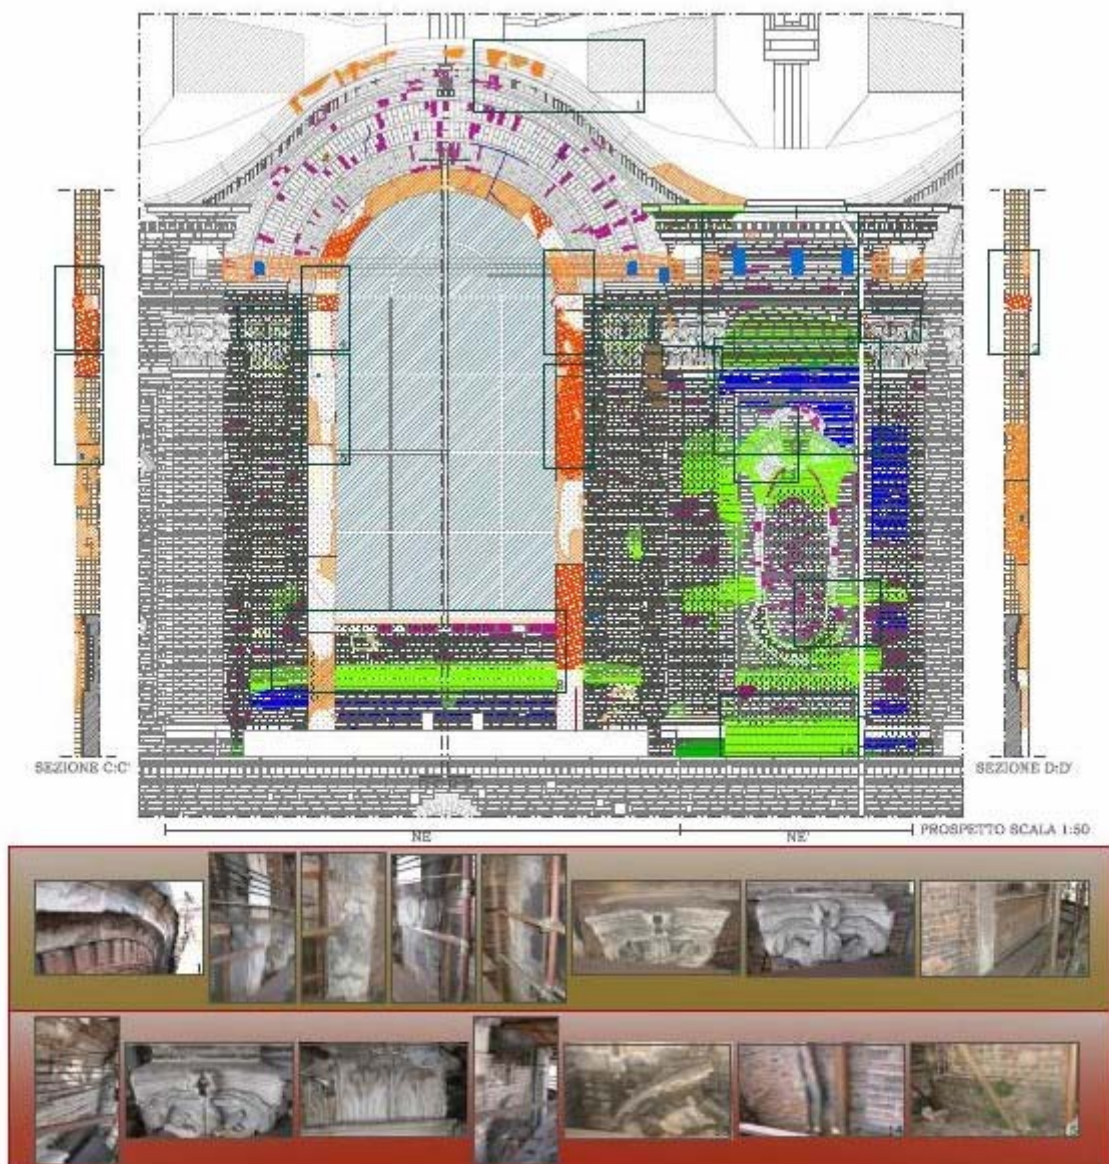 SEZIONE C:C'
SEZIONE D:D'
NE
NE'
PROSPETTO SCALA 1:50